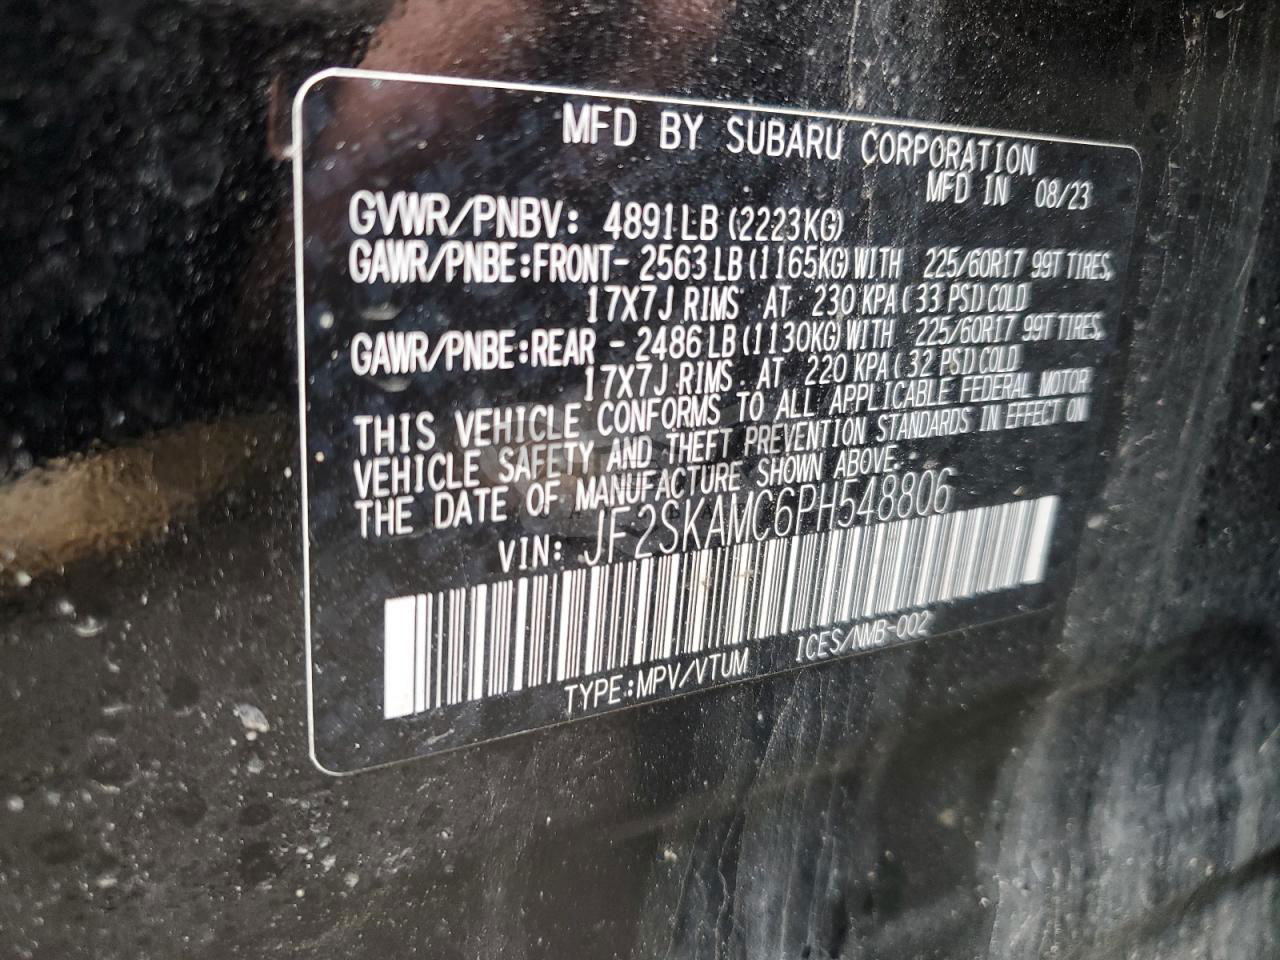 MFD BY SUBARU CORPORATION
MFD IN 08/23
GVWR/PNBV: 4891LB (2223KG)
GAWR/PNBE:FRONT- 2563LB(1165KG)WITH 225/60R17 99T TIRES,
17X7J RIMS AT 230 KPA (33 PSI) COLD
GAWR/PNBE:REAR - 2486LB(1130KG)WITH 225/60R17 99T TIRES,
17X7J RIMS. AT 220 KPA (32 PSI) COLD
THIS VEHICLE CONFORMS TO ALL APPLICABLE FEDERAL MOTOR
VEHICLE SAFETY AND THEFT PREVENTION STANDARDS IN EFFECT ON
THE DATE OF MANUFACTURE SHOWN ABOVE.
VIN: JF2SKAMC6PH548806
TYPE:MPV/VTUM ICES/NMB-002